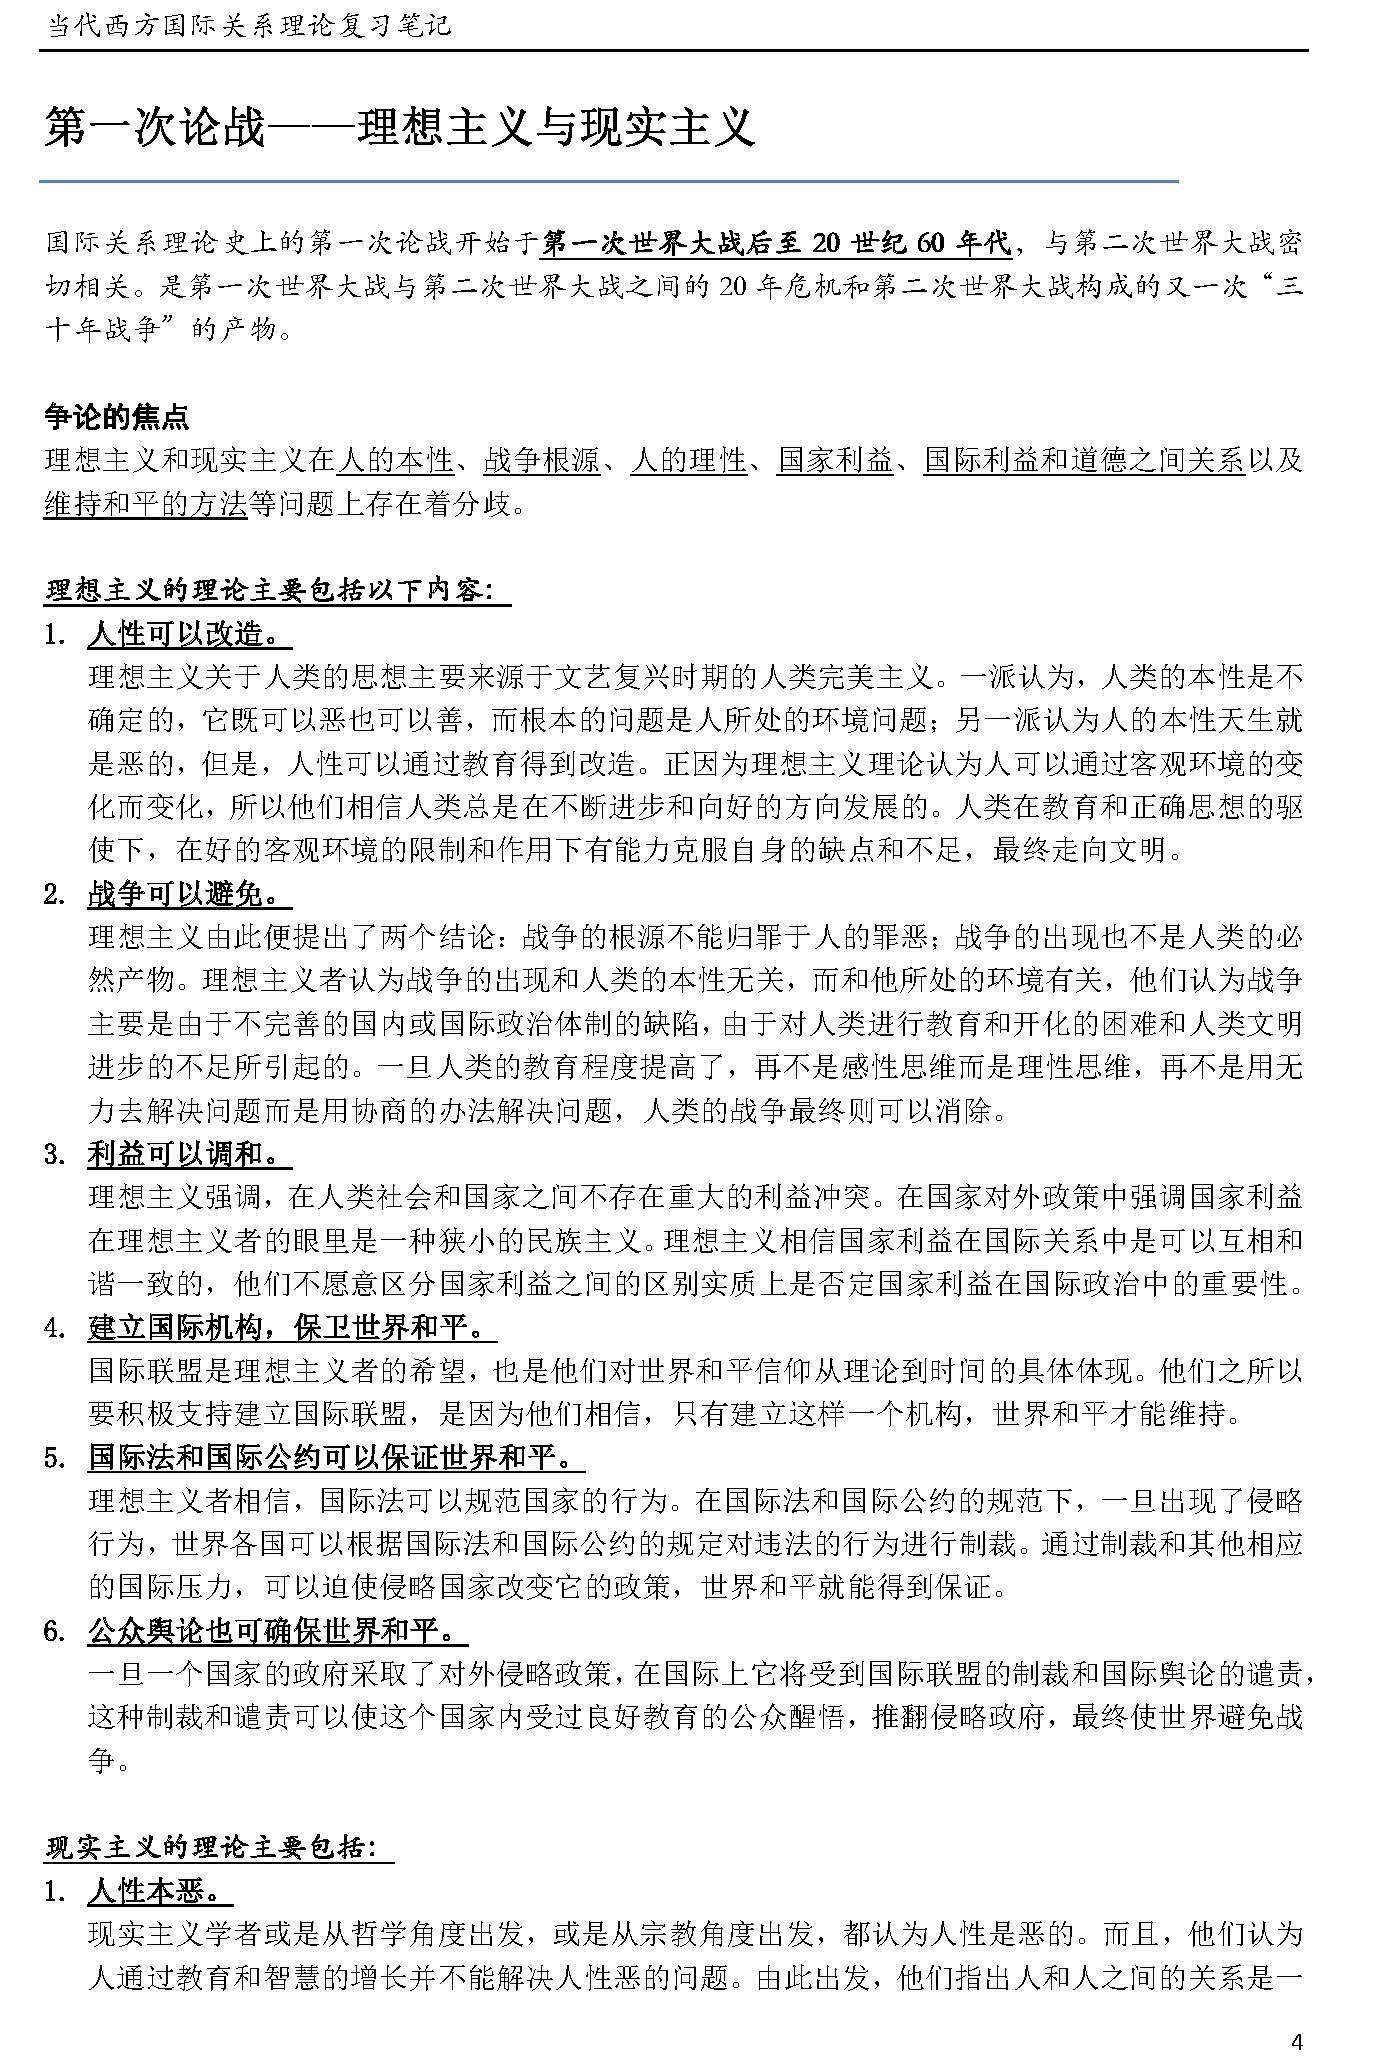 当代西方国际关系理论复习笔记
第一次论战——理想主义与现实主义
国际关系理论史上的第一次论战开始于第一次世界大战后至 20 世纪 60 年代，与第二次世界大战密
切相关。是第一次世界大战与第二次世界大战之间的 20 年危机和第二次世界大战构成的又一次“三
十年战争”的产物。
争论的焦点
理想主义和现实主义在人的本性、战争根源、人的理性、国家利益、国际利益和道德之间关系以及
维持和平的方法等问题上存在着分歧。
理想主义的理论主要包括以下内容：
1. 人性可以改造。
理想主义关于人类的思想主要来源于文艺复兴时期的人类完美主义。一派认为，人类的本性是不
确定的，它既可以恶也可以善，而根本的问题是人所处的环境问题；另一派认为人的本性天生就
是恶的，但是，人性可以通过教育得到改造。正因为理想主义理论认为人可以通过客观环境的变
化而变化，所以他们相信人类总是在不断进步和向好的方向发展的。人类在教育和正确思想的驱
使下，在好的客观环境的限制和作用下有能力克服自身的缺点和不足，最终走向文明。
2. 战争可以避免。
理想主义由此便提出了两个结论：战争的根源不能归罪于人的罪恶；战争的出现也不是人类的必
然产物。理想主义者认为战争的出现和人类的本性无关，而和他所处的环境有关，他们认为战争
主要是由于不完善的国内或国际政治体制的缺陷，由于对人类进行教育和开化的困难和人类文明
进步的不足所引起的。一旦人类的教育程度提高了，再不是感性思维而是理性思维，再不是用无
力去解决问题而是用协商的办法解决问题，人类的战争最终则可以消除。
3. 利益可以调和。
理想主义强调，在人类社会和国家之间不存在重大的利益冲突。在国家对外政策中强调国家利益
在理想主义者的眼里是一种狭小的民族主义。理想主义相信国家利益在国际关系中是可以互相和
谐一致的，他们不愿意区分国家利益之间的区别实质上是否定国家利益在国际政治中的重要性。
4. 建立国际机构，保卫世界和平。
国际联盟是理想主义者的希望，也是他们对世界和平信仰从理论到时间的具体体现。他们之所以
要积极支持建立国际联盟，是因为他们相信，只有建立这样一个机构，世界和平才能维持。
5. 国际法和国际公约可以保证世界和平。
理想主义者相信，国际法可以规范国家的行为。在国际法和国际公约的规范下，一旦出现了侵略
行为，世界各国可以根据国际法和国际公约的规定对违法的行为进行制裁。通过制裁和其他相应
的国际压力，可以迫使侵略国家改变它的政策，世界和平就能得到保证。
6. 公众舆论也可确保世界和平。
一旦一个国家的政府采取了对外侵略政策，在国际上它将受到国际联盟的制裁和国际舆论的谴责，
这种制裁和谴责可以使这个国家内受过良好教育的公众醒悟，推翻侵略政府，最终使世界避免战
争。
现实主义的理论主要包括：
1. 人性本恶。
现实主义学者或是从哲学角度出发，或是从宗教角度出发，都认为人性是恶的。而且，他们认为
人通过教育和智慧的增长并不能解决人性恶的问题。由此出发，他们指出人和人之间的关系是一
4